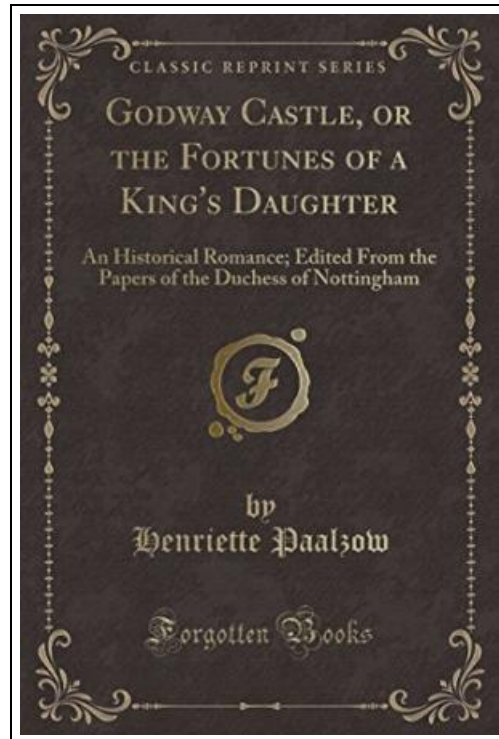 CLASSIC REPRINT SERIES
GODWAY CASTLE, OR
THE FORTUNES OF A
KING'S DAUGHTER
An Historical Romance; Edited From the
Papers of the Duchess of Nottingham
F
by
Henriette Paalzow
Forgotten Books